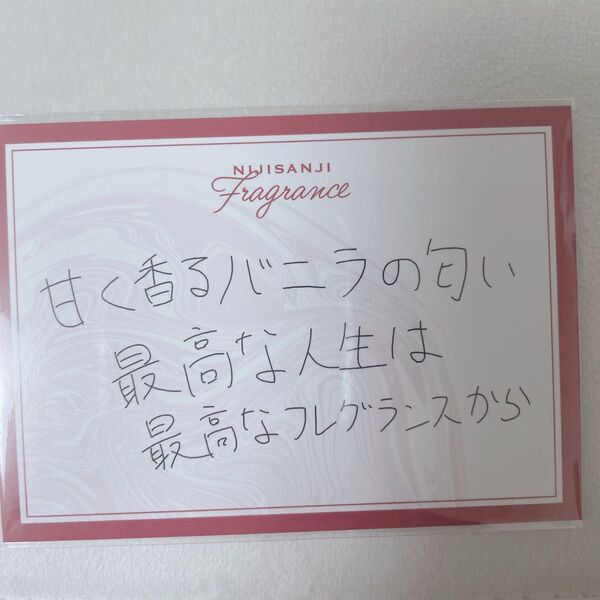 NIJISANJI
Fragrance
甘く香るバニラの匂い
最高な人生は
最高なフレグランスから